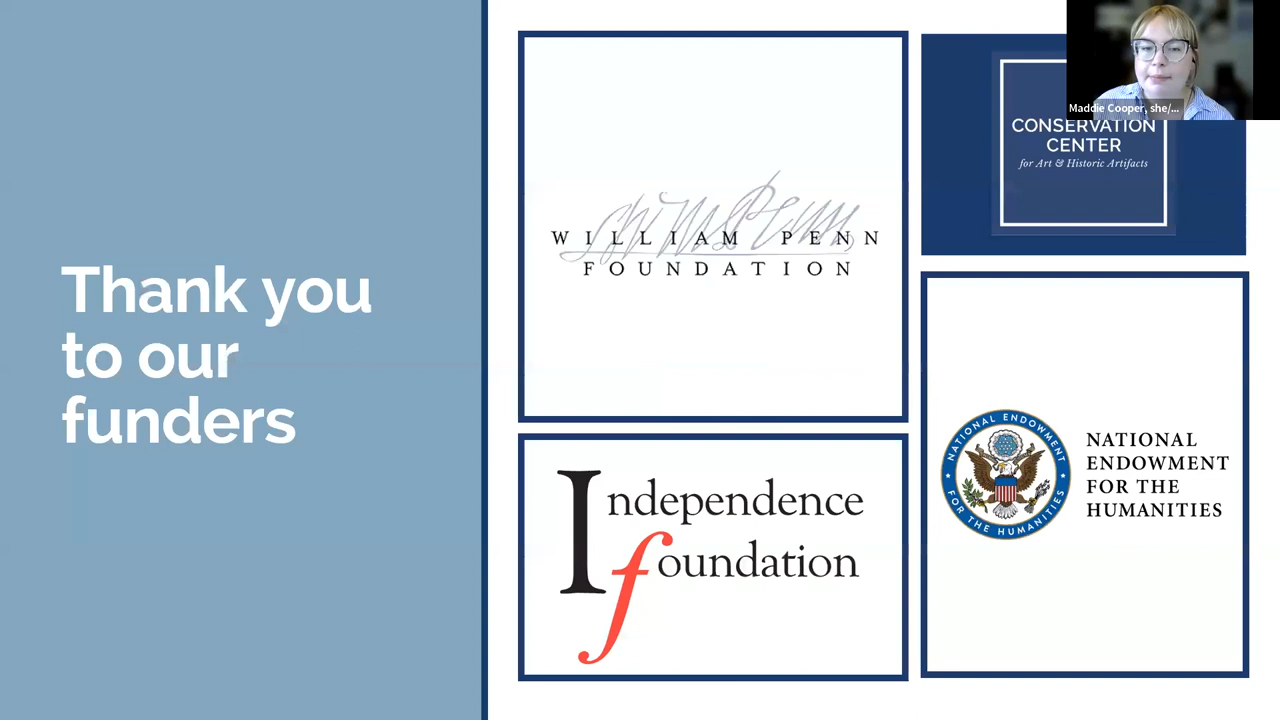 Thank you
to our
funders
WILLIAM PENN
FOUNDATION
Independence
foundation
Maddie Cooper, she/...
CONSERVATION
CENTER
for Art & Historic Artifacts
NATIONAL ENDOWMENT
FOR THE HUMANITIES
NATIONAL
ENDOWMENT
FOR THE
HUMANITIES